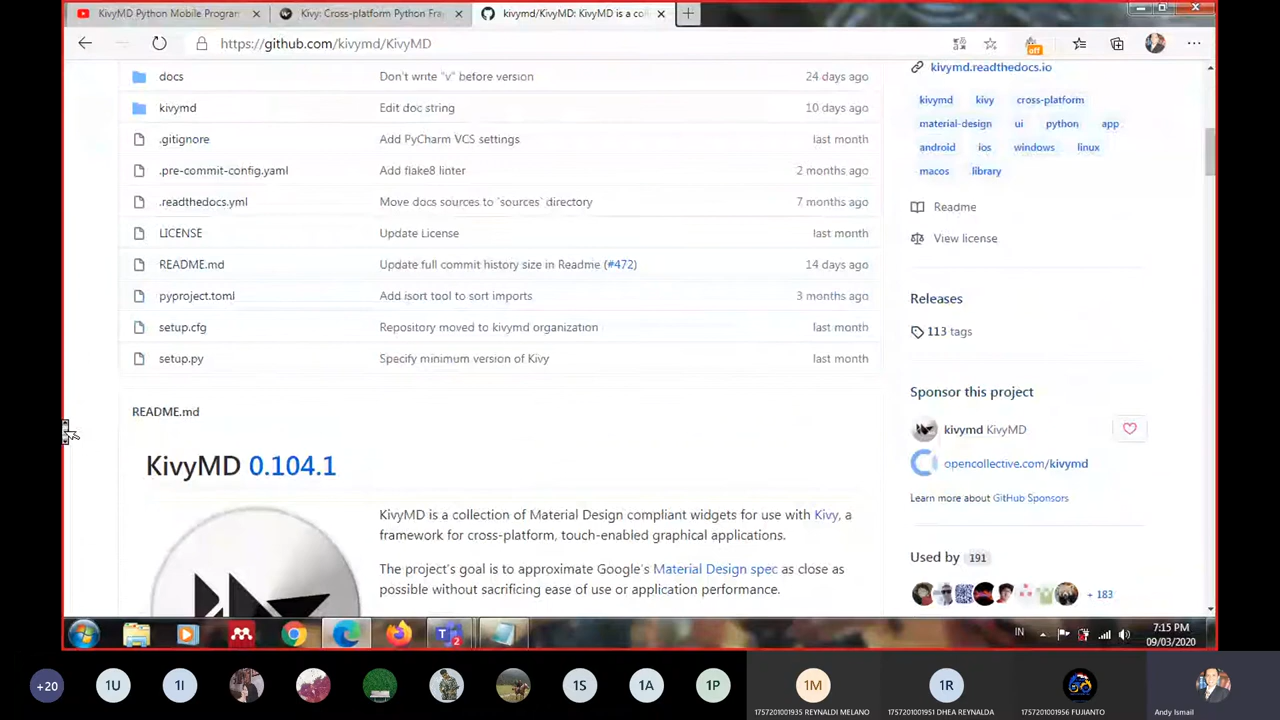 KivyMD Python Mobile Program
Kivy: Cross-platform Python Fra
kivymd/KivyMD: KivyMD is a col
https://github.com/kivymd/KivyMD
off
docs
Don't write "v" before version
24 days ago
kivymd
Edit doc string
10 days ago
.gitignore
Add PyCharm VCS settings
last month
.pre-commit-config.yaml
Add flake8 linter
2 months ago
.readthedocs.yml
Move docs sources to `sources` directory
7 months ago
LICENSE
Update License
last month
README.md
Update full commit history size in Readme (#472)
14 days ago
pyproject.toml
Add isort tool to sort imports
3 months ago
setup.cfg
Repository moved to kivymd organization
last month
setup.py
Specify minimum version of Kivy
last month
README.md
KivyMD 0.104.1
KivyMD is a collection of Material Design compliant widgets for use with Kivy, a
framework for cross-platform, touch-enabled graphical applications.
The project's goal is to approximate Google's Material Design spec as close as
possible without sacrificing ease of use or application performance.
kivymd.readthedocs.io
kivymd kivy cross-platform
material-design ui python app
android ios windows linux
macos library
Readme
View license
Releases
113 tags
Sponsor this project
kivymd KivyMD
opencollective.com/kivymd
Learn more about GitHub Sponsors
Used by 191
+ 183
2
IN
7:15 PM
09/03/2020
+20
1U
1I
1S
1A
1P
1M
1757201001935 REYNALDI MELANO
1R
1757201001951 DHEA REYNALDA
1757201001956 FUJIANTO
Andy Ismail